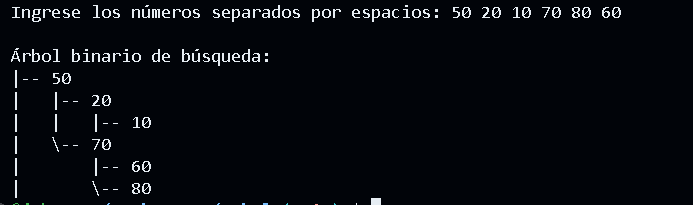 Ingrese los números separados por espacios: 50 20 10 70 80 60

Árbol binario de búsqueda:
|-- 50
|   |-- 20
|   |   |-- 10
|   \-- 70
|       |-- 60
|       \-- 80